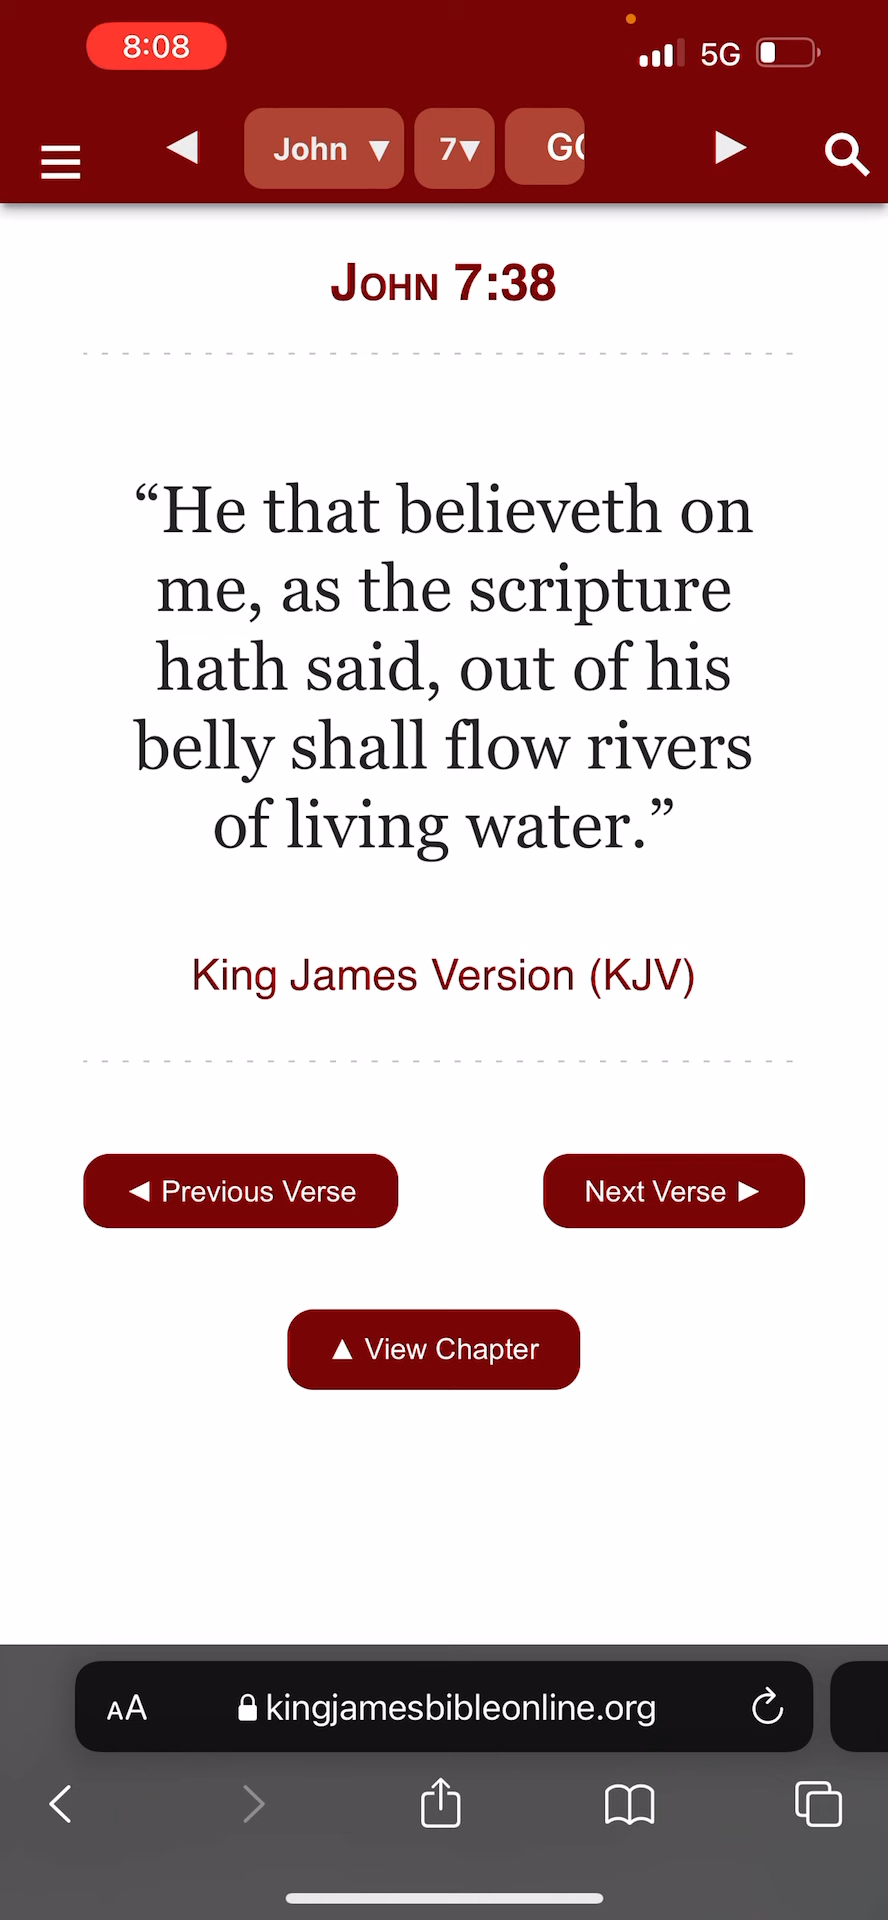 8:08 5G
John ▼ 7▼ GO
John 7:38
“He that believeth on
me, as the scripture
hath said, out of his
belly shall flow rivers
of living water.”
King James Version (KJV)
◀ Previous Verse Next Verse ▶
▲ View Chapter
AA kingjamesbibleonline.org